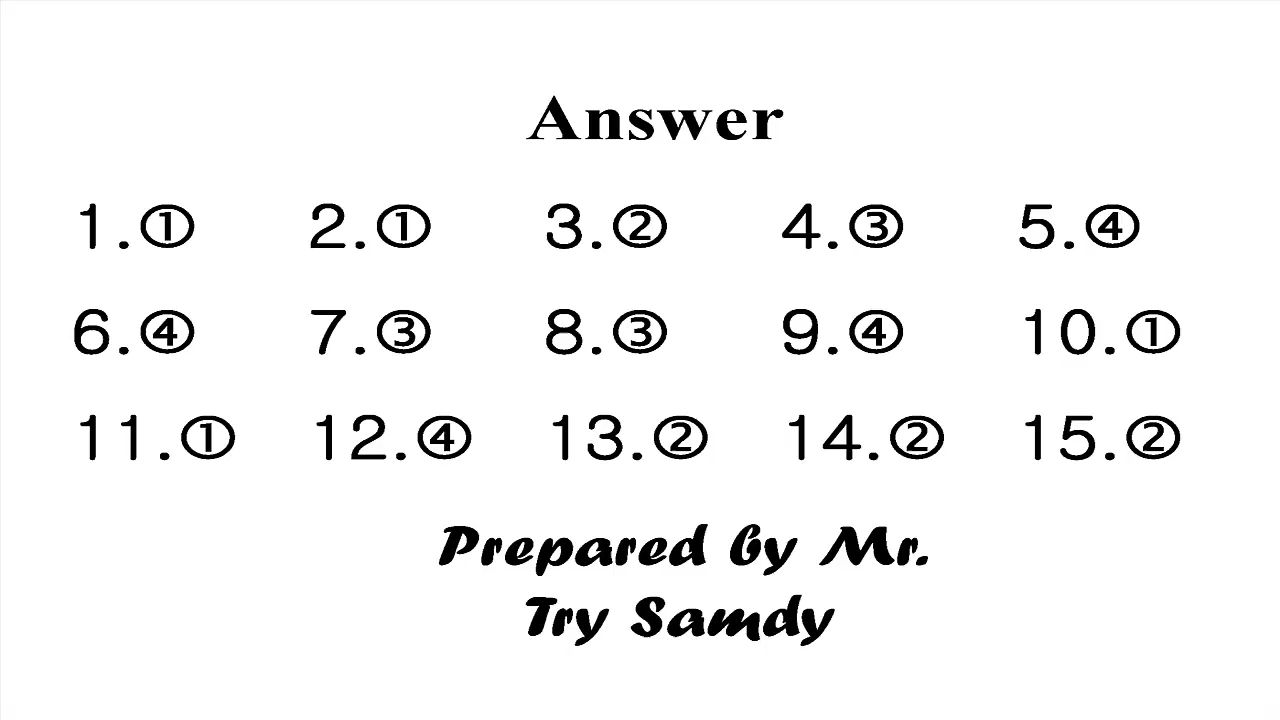 Answer
1.① 2.① 3.② 4.③ 5.④
6.④ 7.③ 8.③ 9.④ 10.①
11.① 12.④ 13.② 14.② 15.②
Prepared by Mr.
Try Samdy